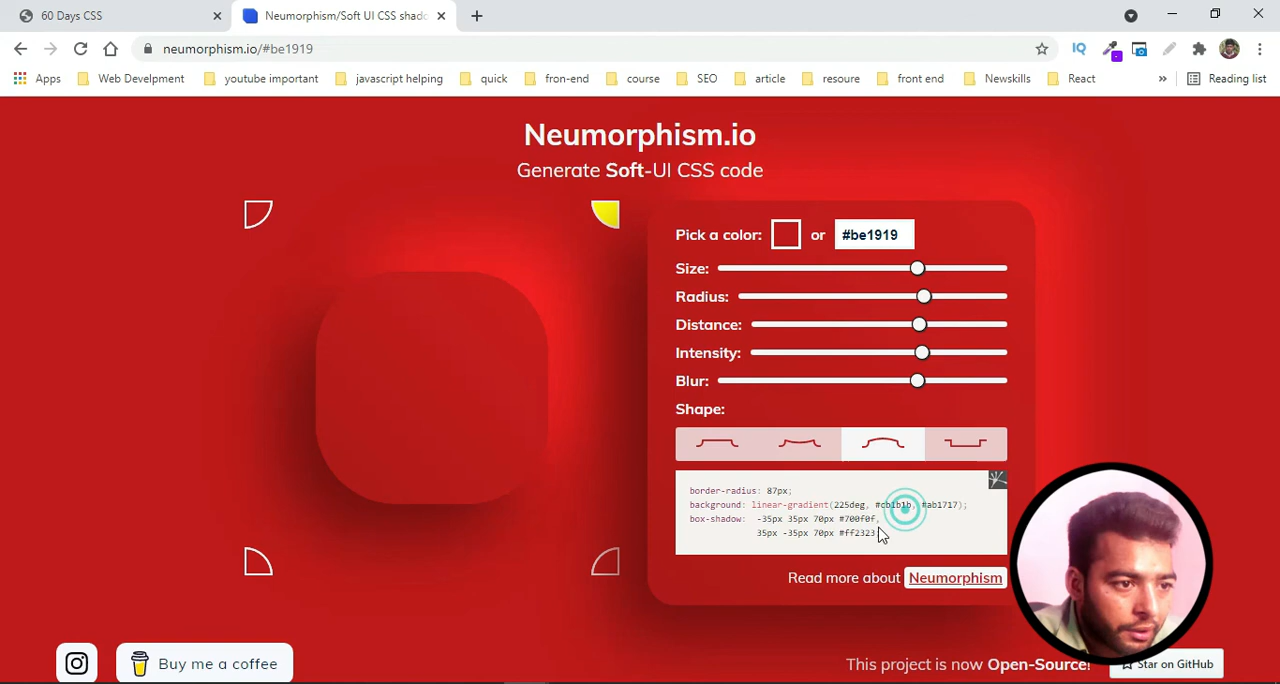 60 Days CSS
Neumorphism/Soft UI CSS shado
neumorphism.io/#be1919
Apps
Web Develpment
youtube important
javascript helping
quick
fron-end
course
SEO
article
resoure
front end
Newskills
React
»
Reading list
Neumorphism.io
Generate Soft-UI CSS code
Pick a color: or #be1919
Size:
Radius:
Distance:
Intensity:
Blur:
Shape:
border-radius: 87px;
background: linear-gradient(225deg, #cb1b1b, #ab1717);
box-shadow: -35px 35px 70px #700f0f,
35px -35px 70px #ff2323
Read more about Neumorphism
Buy me a coffee
This project is now Open-Source!
Star on GitHub